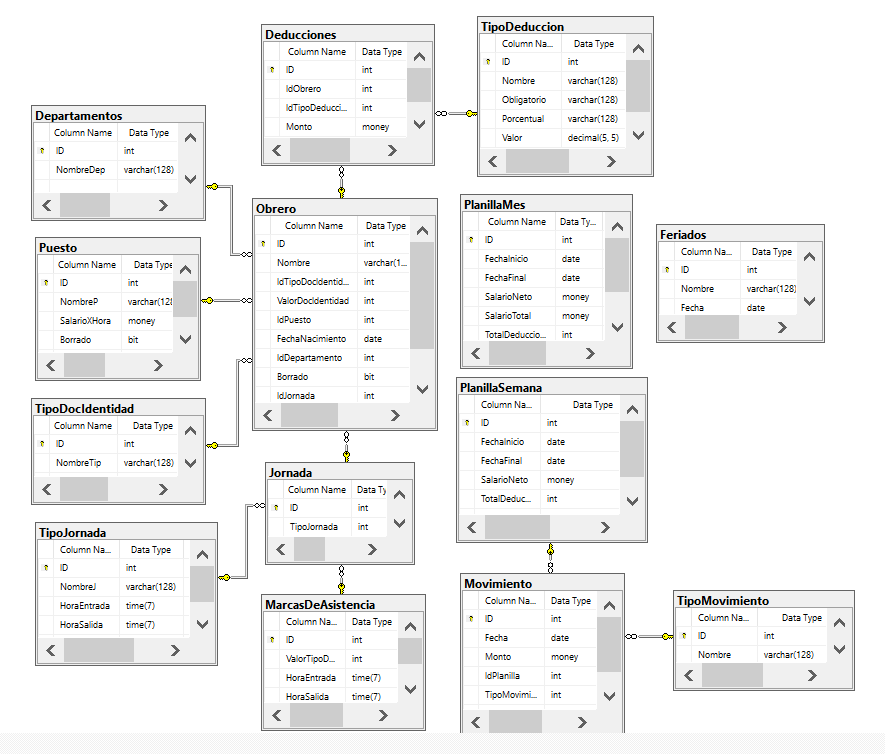 Deducciones
Column Name Data Type
ID int
IdObrero int
IdTipoDeducci... int
Monto money
TipoDeduccion
Column Na... Data Type
ID int
Nombre varchar(128)
Obligatorio varchar(128)
Porcentual varchar(128)
Valor decimal(5, 5)
Departamentos
Column Name Data Type
ID int
NombreDep varchar(128)
Obrero
Column Name Data Type
ID int
Nombre varchar(1...
IdTipoDocIdentid... int
ValorDocIdentidad int
IdPuesto int
FechaNacimiento date
IdDepartamento int
Borrado bit
IdJornada int
PlanillaMes
Column Name Data Ty...
ID int
FechaInicio date
FechaFinal date
SalarioNeto money
SalarioTotal money
TotalDeduccio... int
Feriados
Column Na... Data Type
ID int
Nombre varchar(128)
Fecha date
Puesto
Column Name Data Type
ID int
NombreP varchar(128)
SalarioXHora money
Borrado bit
PlanillaSemana
Column Na... Data Type
ID int
FechaInicio date
FechaFinal date
SalarioNeto money
TotalDeduc... int
TipoDocIdentidad
Column Name Data Type
ID int
NombreTip varchar(128)
Jornada
Column Name Data Ty
ID int
TipoJornada int
TipoJornada
Column Na... Data Type
ID int
NombreJ varchar(128)
HoraEntrada time(7)
HoraSalida time(7)
MarcasDeAsistencia
Column Na... Data Type
ID int
ValorTipoD... int
HoraEntrada time(7)
HoraSalida time(7)
Movimiento
Column Na... Data Type
ID int
Fecha date
Monto money
IdPlanilla int
TipoMovimi... int
TipoMovimiento
Column Na... Data Type
ID int
Nombre varchar(128)